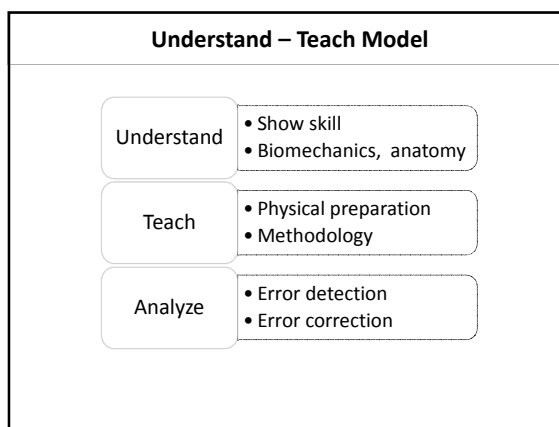 Understand – Teach Model
Understand
• Show skill
• Biomechanics, anatomy
Teach
• Physical preparation
• Methodology
Analyze
• Error detection
• Error correction